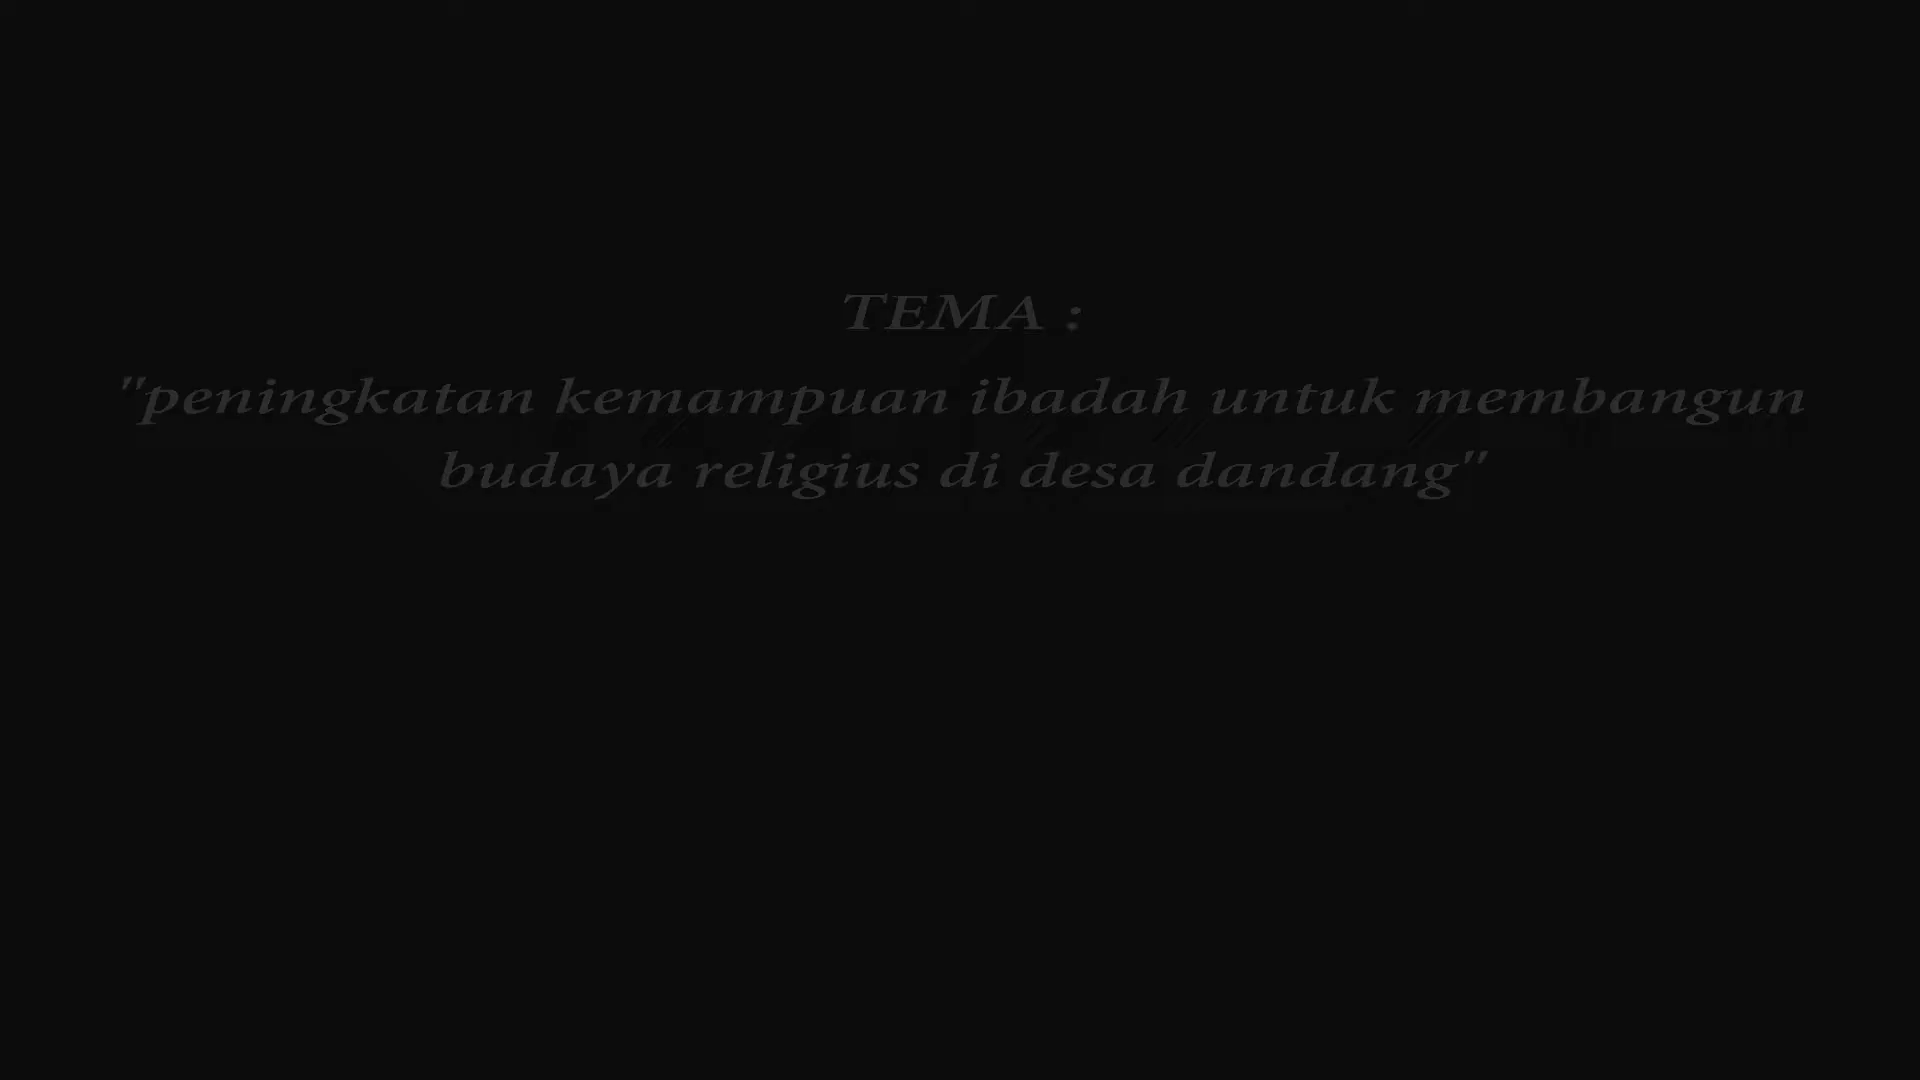 TEMA :
"peningkatan kemampuan ibadah untuk membangun
budaya religius di desa dandang"